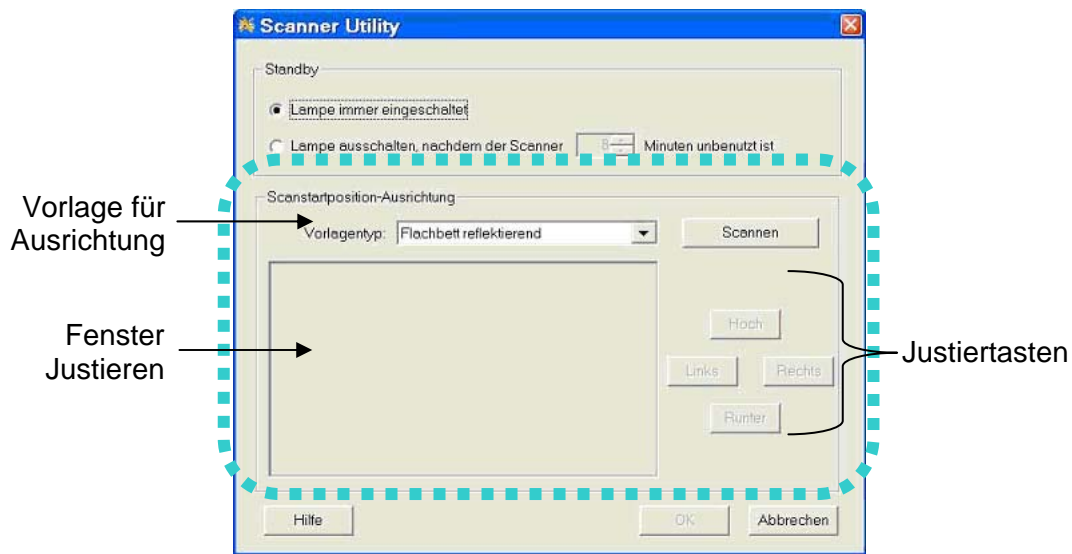 Scanner Utility
Standby
Lampe immer eingeschaltet
Lampe ausschalten, nachdem der Scanner 8 Minuten unbenutzt ist
Scanstartposition-Ausrichtung
Vorlage für
Ausrichtung
Vorlagentyp: Flachbett reflektierend Scannen
Fenster
Justieren
Hoch
Links Rechts
Runter
Justiertasten
Hilfe OK Abbrechen